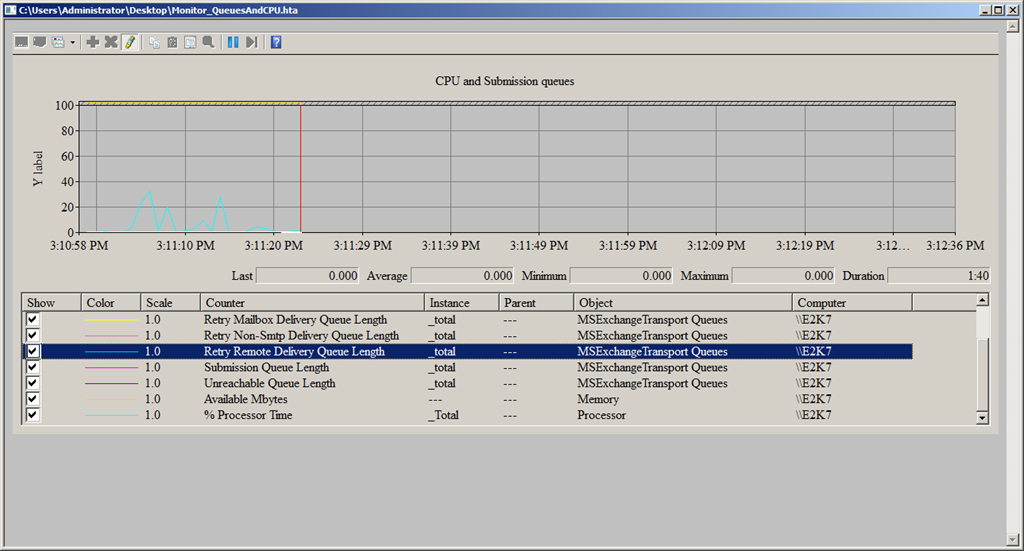 C:\Users\Administrator\Desktop\Monitor_QueuesAndCPU.hta
CPU and Submission queues
Y label
100
80
60
40
20
0
3:10:58 PM 3:11:10 PM 3:11:20 PM 3:11:29 PM 3:11:39 PM 3:11:49 PM 3:11:59 PM 3:12:09 PM 3:12:19 PM 3:12... 3:12:36 PM
Last 0.000 Average 0.000 Minimum 0.000 Maximum 0.000 Duration 1:40
Show Color Scale Counter Instance Parent Object Computer
1.0 Retry Mailbox Delivery Queue Length _total --- MSExchangeTransport Queues \\E2K7
1.0 Retry Non-Smtp Delivery Queue Length _total --- MSExchangeTransport Queues \\E2K7
1.0 Retry Remote Delivery Queue Length _total --- MSExchangeTransport Queues \\E2K7
1.0 Submission Queue Length _total --- MSExchangeTransport Queues \\E2K7
1.0 Unreachable Queue Length _total --- MSExchangeTransport Queues \\E2K7
1.0 Available Mbytes --- --- Memory \\E2K7
1.0 % Processor Time _Total --- Processor \\E2K7